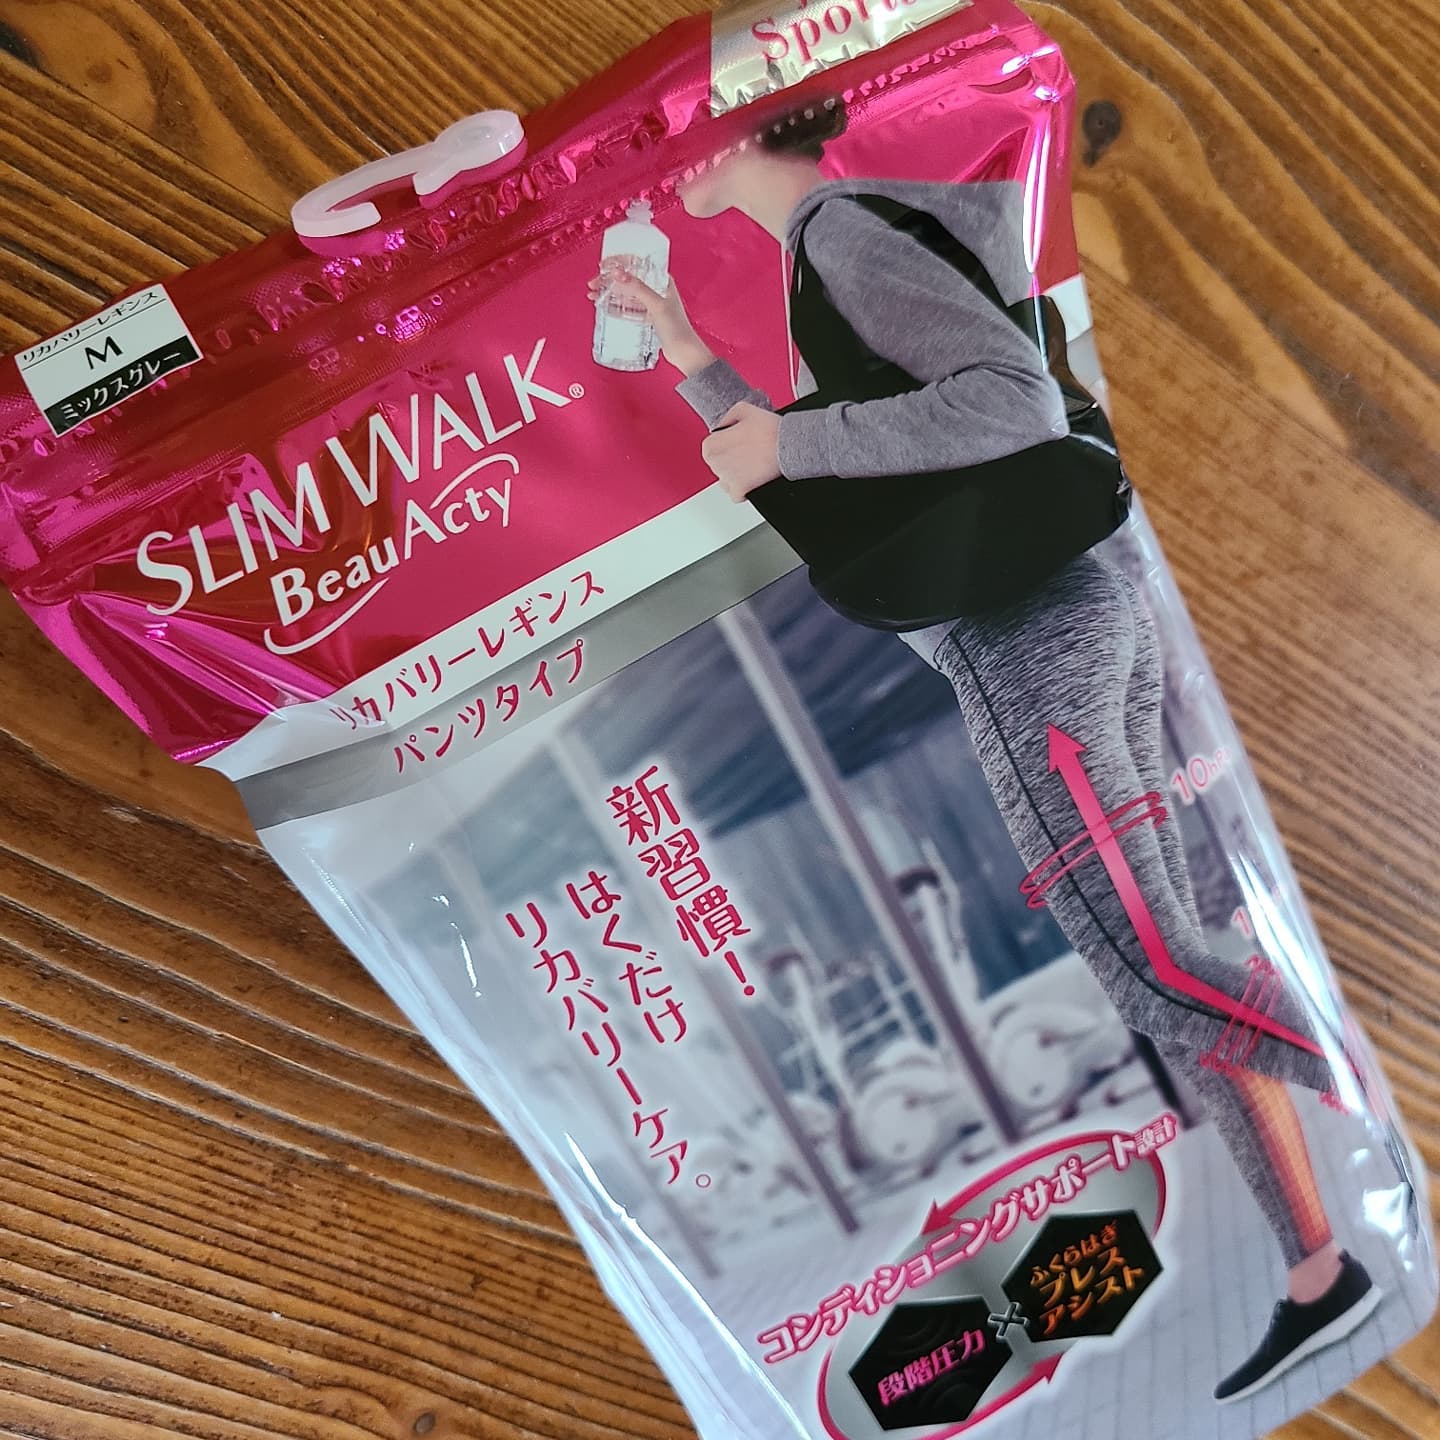 Sports
リカバリーレギンス
M
ミックスグレー
SLIM WALK®
BeauActy
リカバリーレギンス
パンツタイプ
新習慣!
はくだけ
リカバリーケア。
10hPa
コンディショニングサポート設計
段階圧力
×
ふくらはぎ
プレス
アシスト